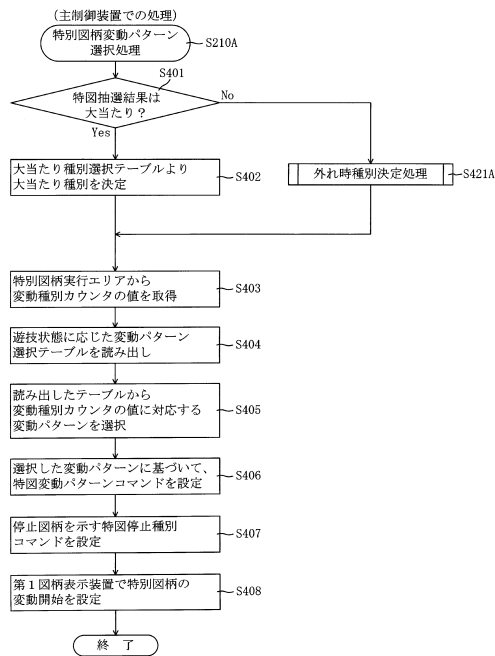 (主制御装置での処理)
特別図柄変動パターン
選択処理
S210A
S401
特図抽選結果は
大当たり？
No
Yes
大当たり種別選択テーブルより
大当たり種別を決定
S402
外れ時種別決定処理
S421A
特別図柄実行エリアから
変動種別カウンタの値を取得
S403
遊技状態に応じた変動パターン
選択テーブルを読み出し
S404
読み出したテーブルから
変動種別カウンタの値に対応する
変動パターンを選択
S405
選択した変動パターンに基づいて、
特図変動パターンコマンドを設定
S406
停止図柄を示す特図停止種別
コマンドを設定
S407
第１図柄表示装置で特別図柄の
変動開始を設定
S408
終 了